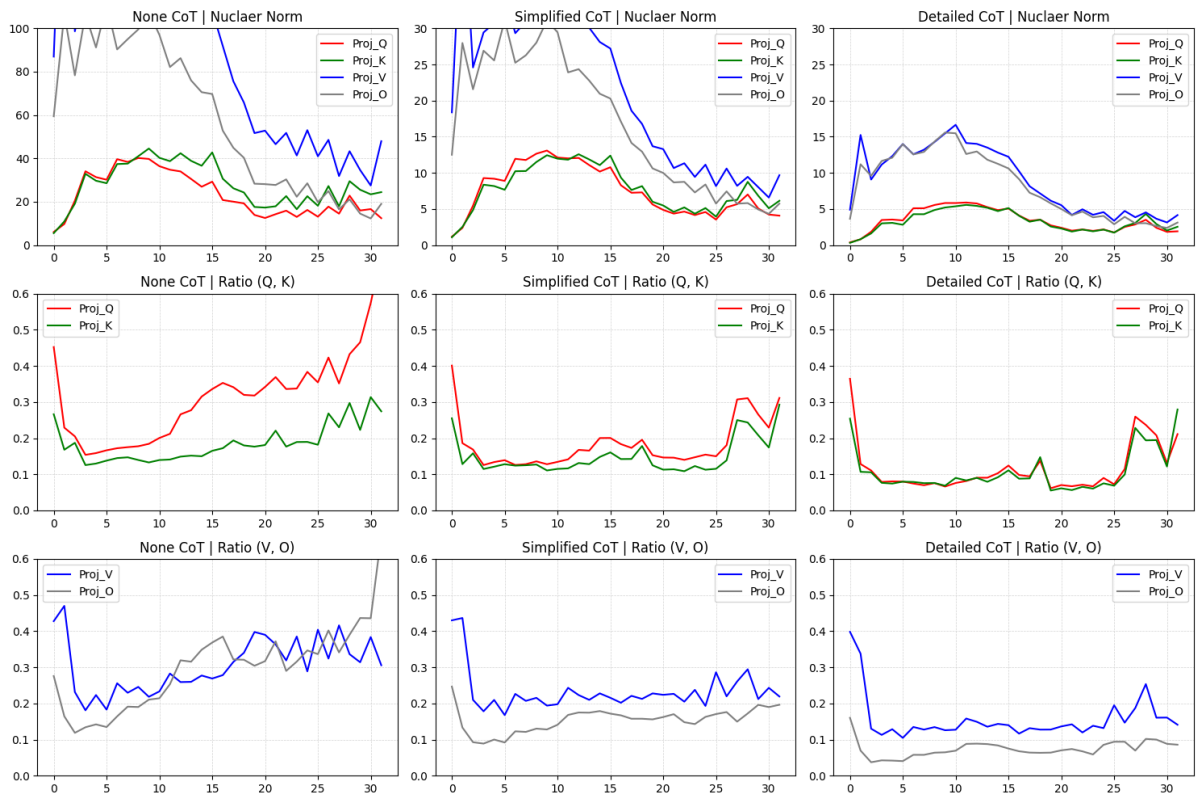 None CoT | Nuclaer Norm
Simplified CoT | Nuclaer Norm
Detailed CoT | Nuclaer Norm
100
80
60
40
20
0
0 5 10 15 20 25 30
Proj_Q
Proj_K
Proj_V
Proj_O
30
25
20
15
10
5
0
0 5 10 15 20 25 30
Proj_Q
Proj_K
Proj_V
Proj_O
30
25
20
15
10
5
0
0 5 10 15 20 25 30
Proj_Q
Proj_K
Proj_V
Proj_O
None CoT | Ratio (Q, K)
Simplified CoT | Ratio (Q, K)
Detailed CoT | Ratio (Q, K)
0.6
0.5
0.4
0.3
0.2
0.1
0.0
0 5 10 15 20 25 30
Proj_Q
Proj_K
0.6
0.5
0.4
0.3
0.2
0.1
0.0
0 5 10 15 20 25 30
Proj_Q
Proj_K
0.6
0.5
0.4
0.3
0.2
0.1
0.0
0 5 10 15 20 25 30
Proj_Q
Proj_K
None CoT | Ratio (V, O)
Simplified CoT | Ratio (V, O)
Detailed CoT | Ratio (V, O)
0.6
0.5
0.4
0.3
0.2
0.1
0.0
0 5 10 15 20 25 30
Proj_V
Proj_O
0.6
0.5
0.4
0.3
0.2
0.1
0.0
0 5 10 15 20 25 30
Proj_V
Proj_O
0.6
0.5
0.4
0.3
0.2
0.1
0.0
0 5 10 15 20 25 30
Proj_V
Proj_O